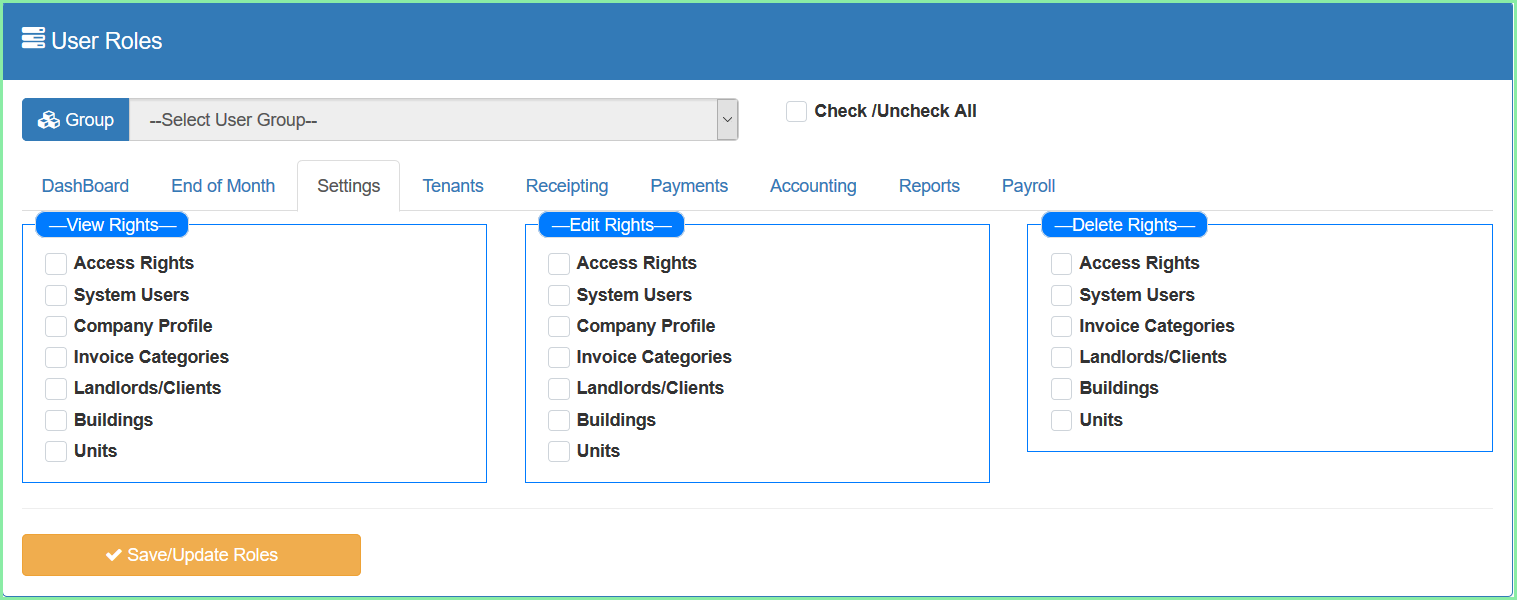 User Roles
Group --Select User Group-- Check /Uncheck All
DashBoard End of Month Settings Tenants Receipting Payments Accounting Reports Payroll
—View Rights—
Access Rights
System Users
Company Profile
Invoice Categories
Landlords/Clients
Buildings
Units
—Edit Rights—
Access Rights
System Users
Company Profile
Invoice Categories
Landlords/Clients
Buildings
Units
—Delete Rights—
Access Rights
System Users
Invoice Categories
Landlords/Clients
Buildings
Units
Save/Update Roles